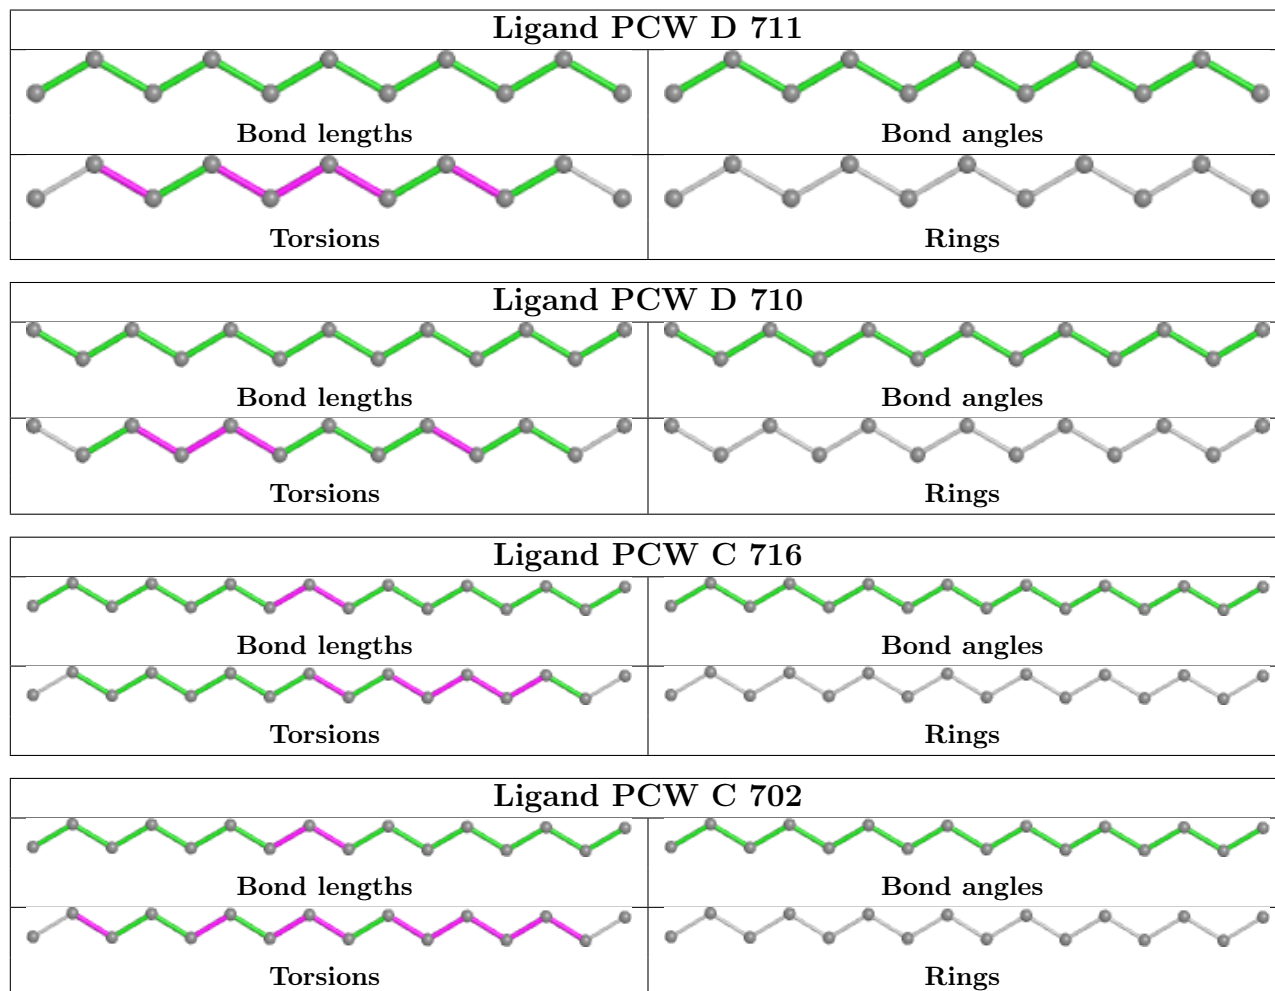 Ligand PCW D 711
Bond lengths
Bond angles
Torsions
Rings
Ligand PCW D 710
Bond lengths
Bond angles
Torsions
Rings
Ligand PCW C 716
Bond lengths
Bond angles
Torsions
Rings
Ligand PCW C 702
Bond lengths
Bond angles
Torsions
Rings